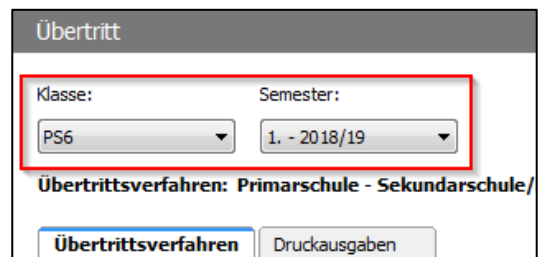 Übertritt
Klasse: Semester:
PS6 1. - 2018/19
Übertrittsverfahren: Primarschule - Sekundarschule/
Übertrittsverfahren Druckausgaben